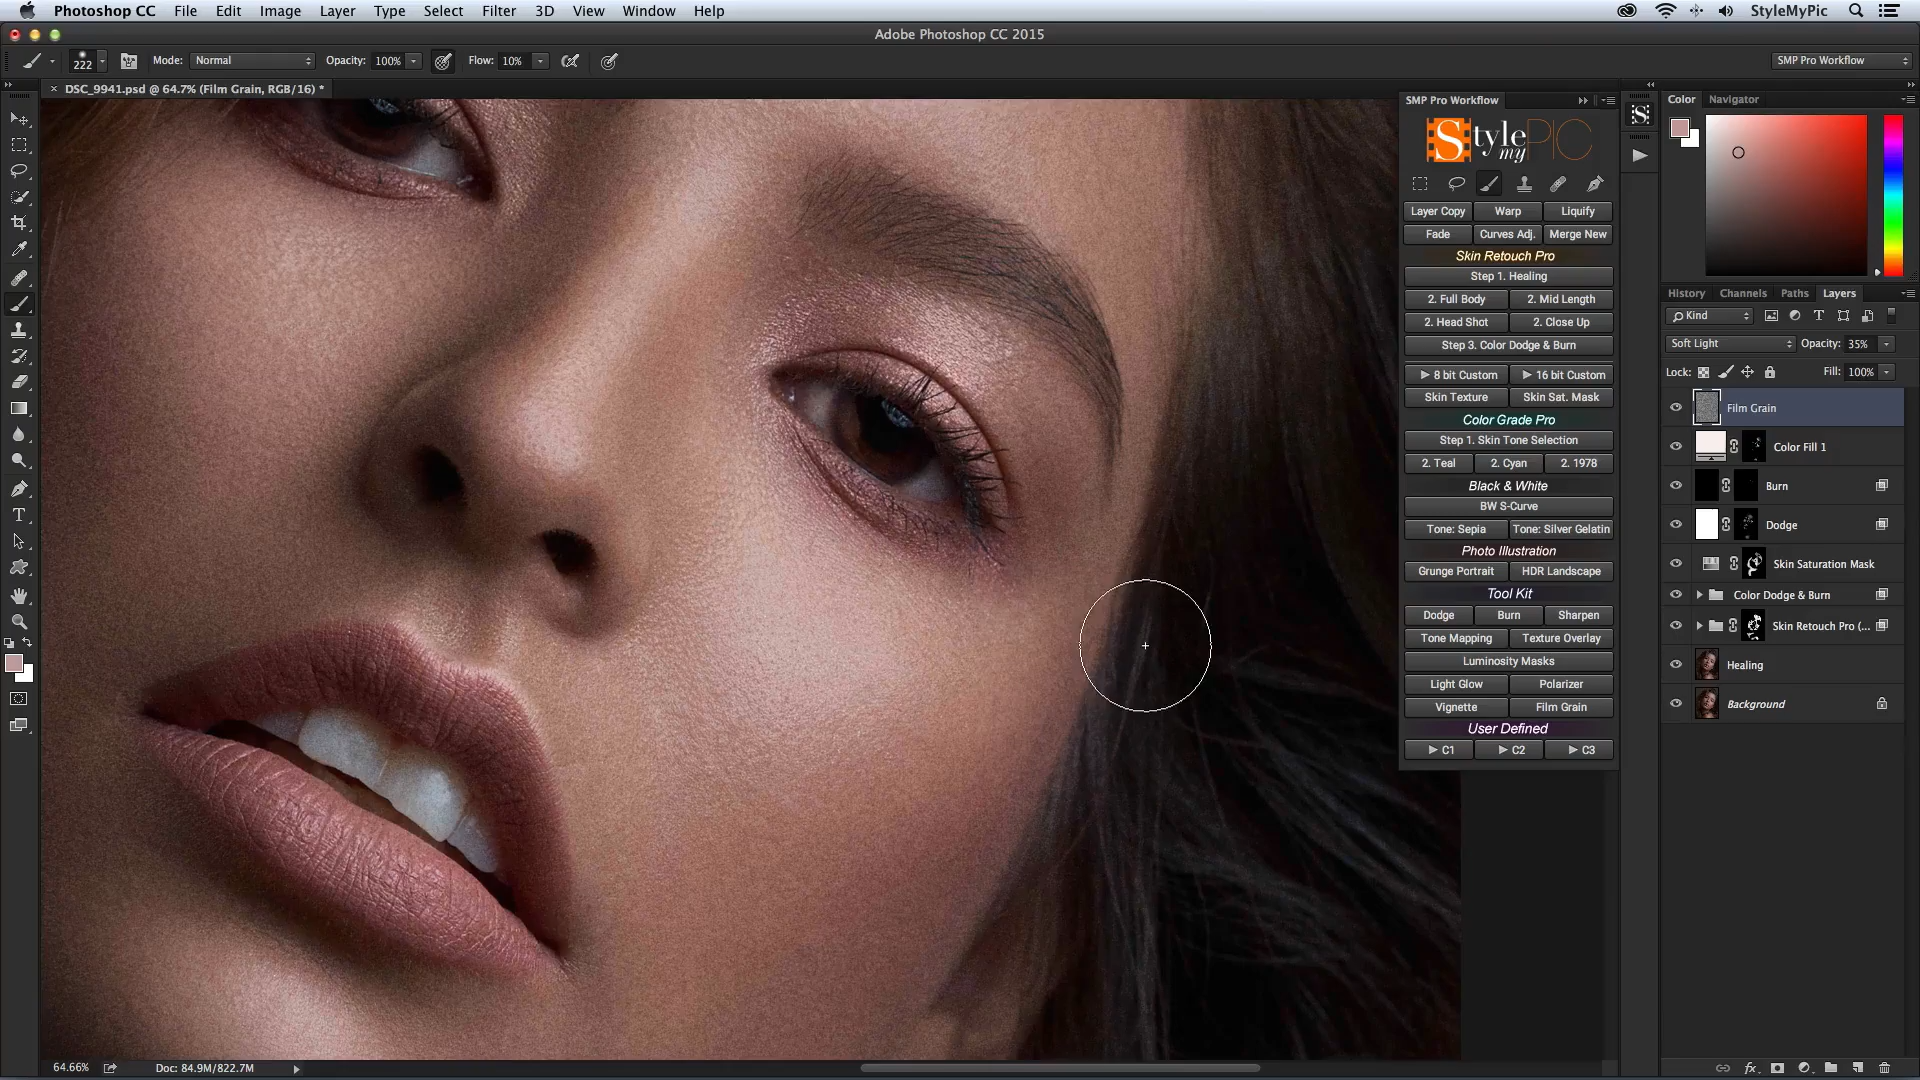 Photoshop CC File Edit Image Layer Type Select Filter 3D View Window Help StyleMyPic
Adobe Photoshop CC 2015
222 Mode: Normal Opacity: 100% Flow: 10% SMP Pro Workflow
× DSC_9941.psd @ 64.7% (Film Grain, RGB/16) *
SMP Pro Workflow
Style my PIC
Layer Copy Warp Liquify
Fade Curves Adj. Merge New
Skin Retouch Pro
Step 1. Healing
2. Full Body 2. Mid Length
2. Head Shot 2. Close Up
Step 3. Color Dodge & Burn
8 bit Custom 16 bit Custom
Skin Texture Skin Sat. Mask
Color Grade Pro
Step 1. Skin Tone Selection
2. Teal 2. Cyan 2. 1978
Black & White
BW S-Curve
Tone: Sepia Tone: Silver Gelatin
Photo Illustration
Grunge Portrait HDR Landscape
Tool Kit
Dodge Burn Sharpen
Tone Mapping Texture Overlay
Luminosity Masks
Light Glow Polarizer
Vignette Film Grain
User Defined
C1 C2 C3
Color Navigator
History Channels Paths Layers
Kind
Soft Light Opacity: 35%
Lock: Fill: 100%
Film Grain
Color Fill 1
Burn
Dodge
Skin Saturation Mask
Color Dodge & Burn
Skin Retouch Pro (...
Healing
Background
fx
64.66% Doc: 84.9M/822.7M